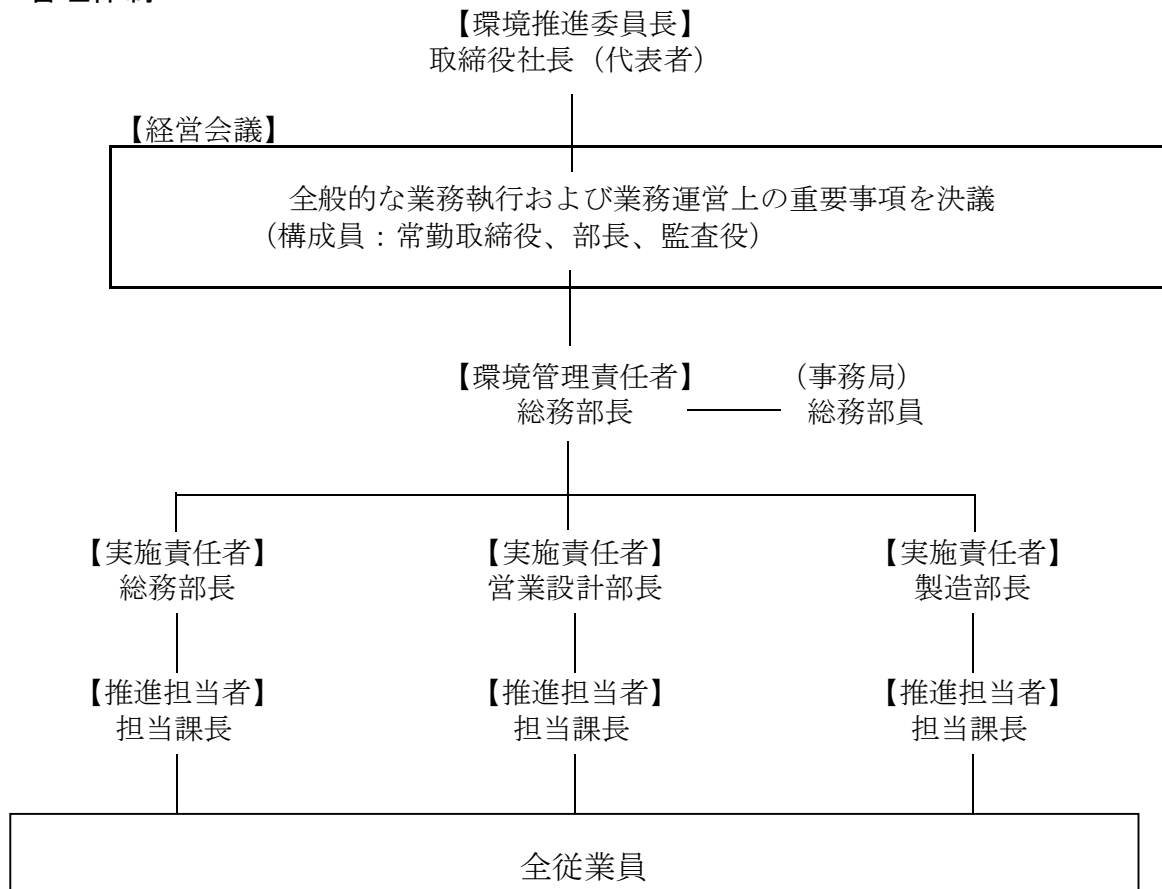 【環境推進委員長】
取締役社長（代表者）
【経営会議】
全般的な業務執行および業務運営上の重要事項を決議
（構成員：常勤取締役、部長、監査役）
【環境管理責任者】 （事務局）
総務部長 総務部員
【実施責任者】 【実施責任者】 【実施責任者】
総務部長 営業設計部長 製造部長
【推進担当者】 【推進担当者】 【推進担当者】
担当課長 担当課長 担当課長
全従業員